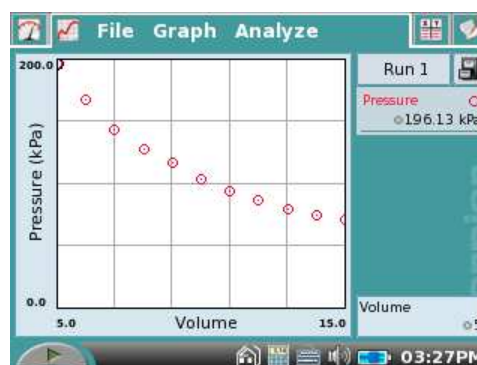 File Graph Analyze
200.0
Pressure (kPa)
0.0
5.0
Volume
15.0
Run 1
Pressure
196.13 kPa
Volume
03:27PM